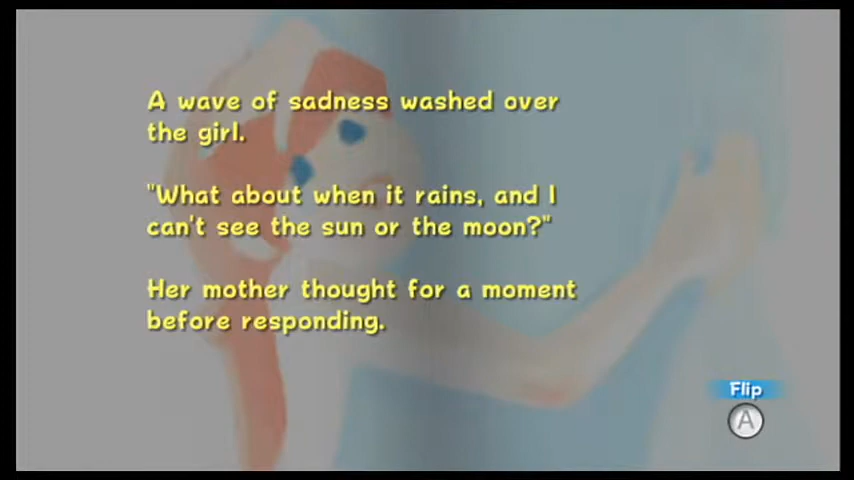 A wave of sadness washed over
the girl.
"What about when it rains, and I
can't see the sun or the moon?"
Her mother thought for a moment
before responding.
Flip
A